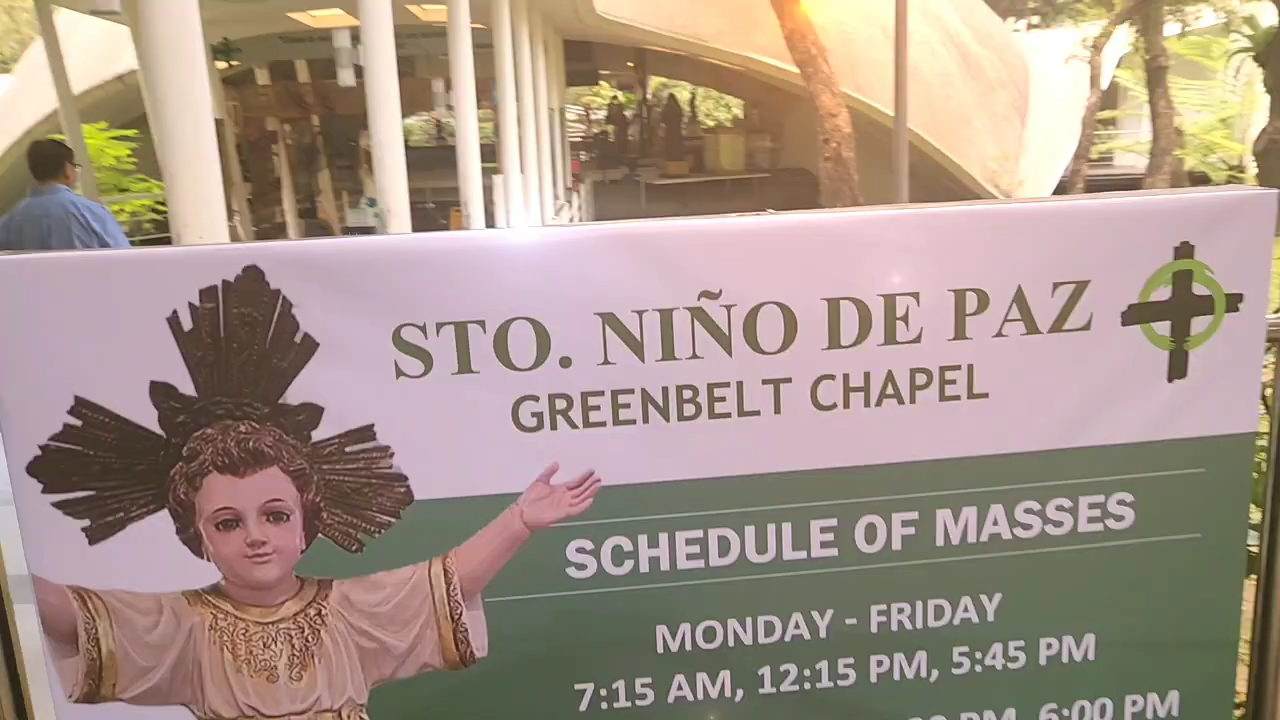 STO. NIÑO DE PAZ
GREENBELT CHAPEL
SCHEDULE OF MASSES
MONDAY - FRIDAY
7:15 AM, 12:15 PM, 5:45 PM
PM, 6:00 PM